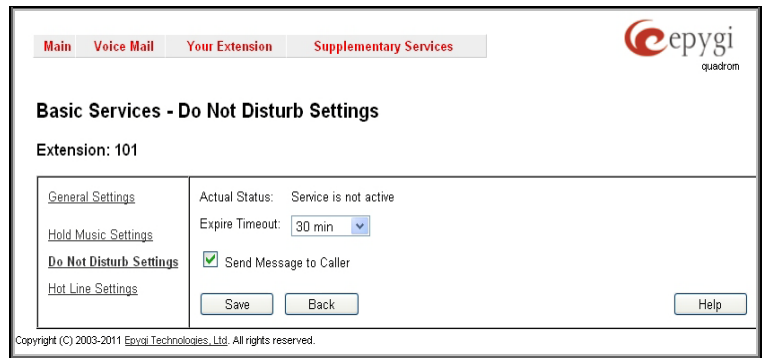 Main Voice Mail Your Extension Supplementary Services
epygi
quadrom
Basic Services - Do Not Disturb Settings
Extension: 101
General Settings
Hold Music Settings
Do Not Disturb Settings
Hot Line Settings
Actual Status: Service is not active
Expire Timeout: 30 min
Send Message to Caller
Save Back Help
Copyright (C) 2003-2011 Epygi Technologies, Ltd. All rights reserved.